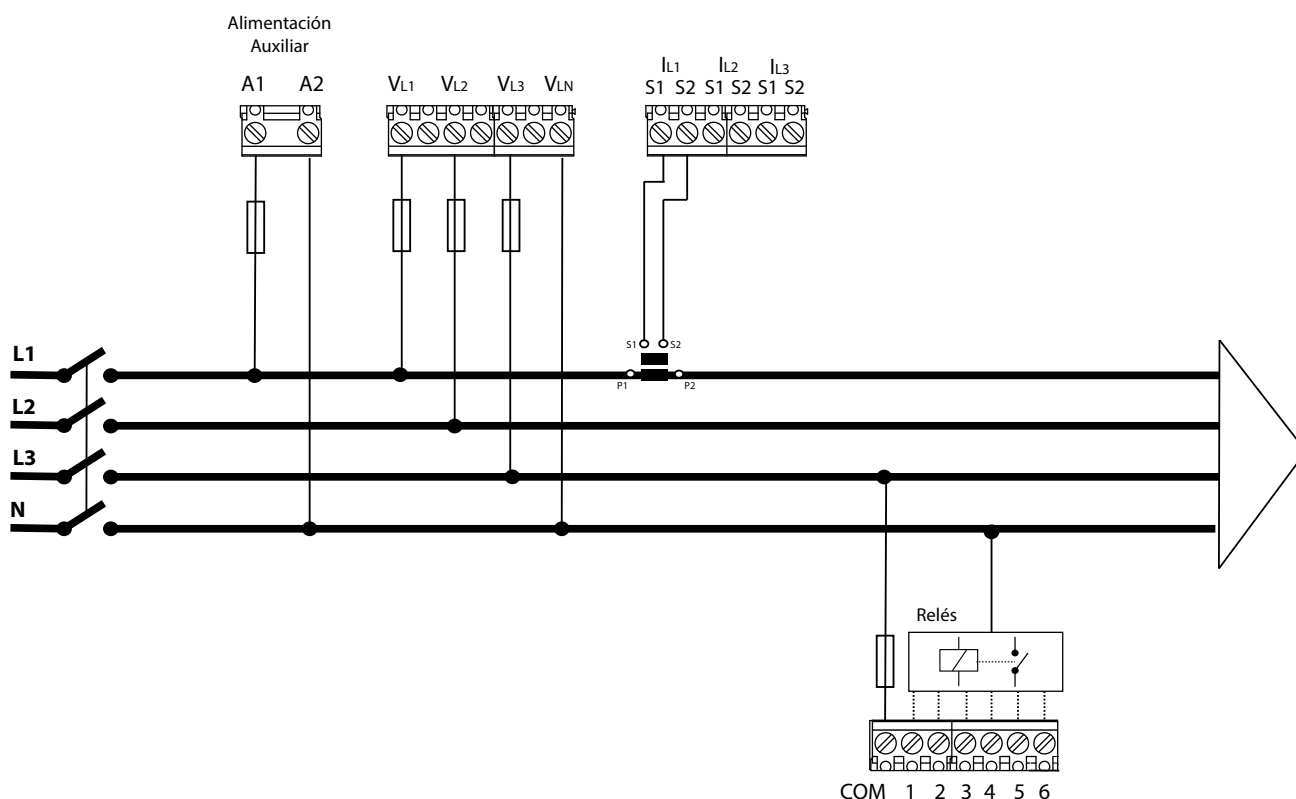 Alimentación
Auxiliar
A1 A2
VL1 VL2 VL3 VLN
IL1 IL2 IL3
S1 S2 S1 S2 S1 S2
S1 S2
L1
P1 P2
L2
L3
N
Relés
COM 1 2 3 4 5 6